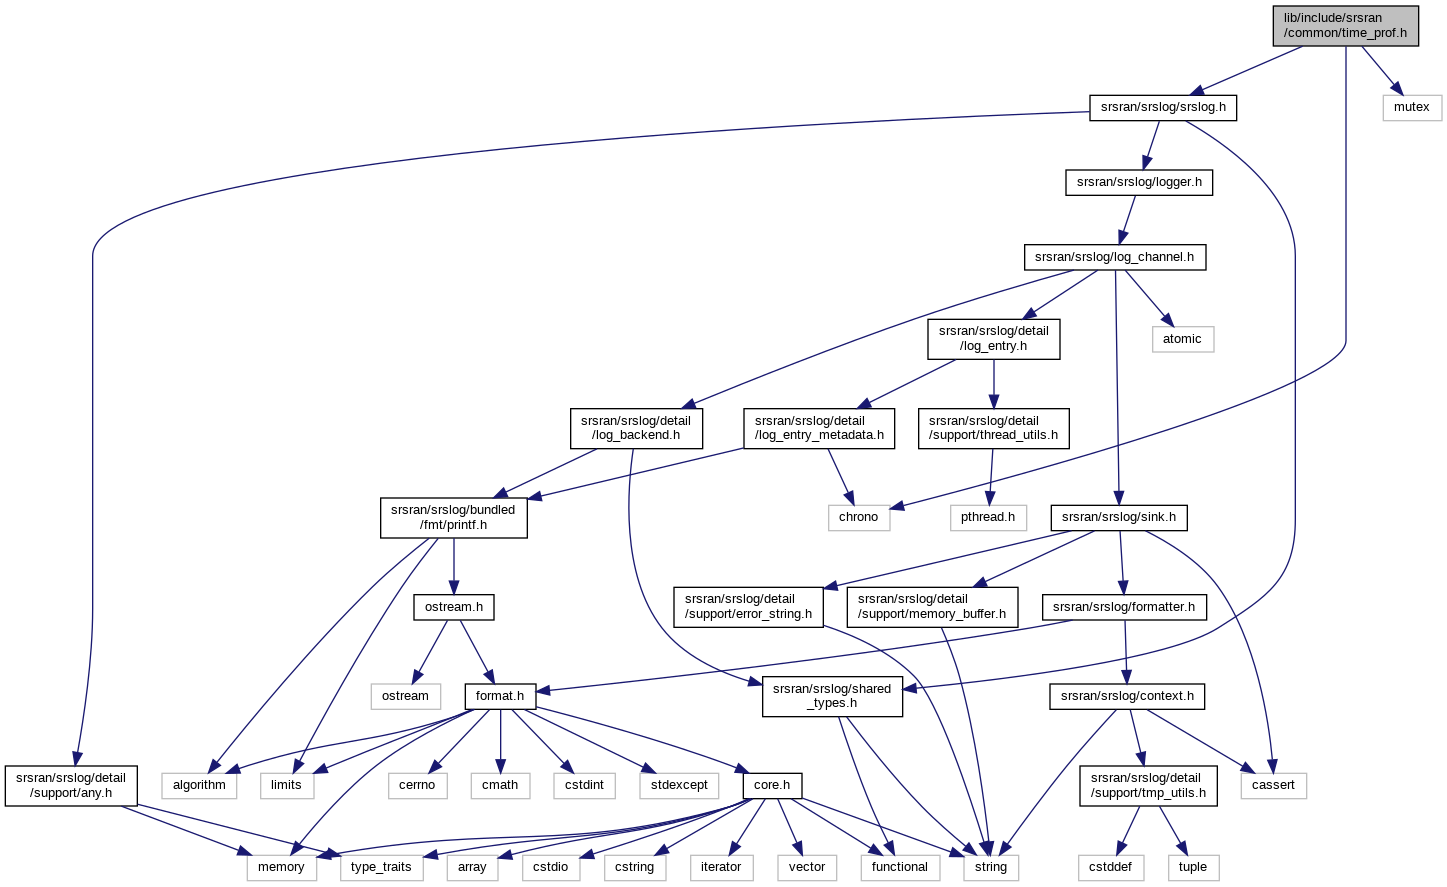 lib/include/srsran
/common/time_prof.h
srsran/srslog/srslog.h
mutex
srsran/srslog/logger.h
srsran/srslog/log_channel.h
srsran/srslog/detail
/log_entry.h
atomic
srsran/srslog/detail
/log_backend.h
srsran/srslog/detail
/log_entry_metadata.h
srsran/srslog/detail
/support/thread_utils.h
srsran/srslog/bundled
/fmt/printf.h
chrono
pthread.h
srsran/srslog/sink.h
ostream.h
srsran/srslog/detail
/support/error_string.h
srsran/srslog/detail
/support/memory_buffer.h
srsran/srslog/formatter.h
ostream
format.h
srsran/srslog/shared
_types.h
srsran/srslog/context.h
srsran/srslog/detail
/support/any.h
algorithm
limits
cerrno
cmath
cstdint
stdexcept
core.h
srsran/srslog/detail
/support/tmp_utils.h
cassert
memory
type_traits
array
cstdio
cstring
iterator
vector
functional
string
cstddef
tuple